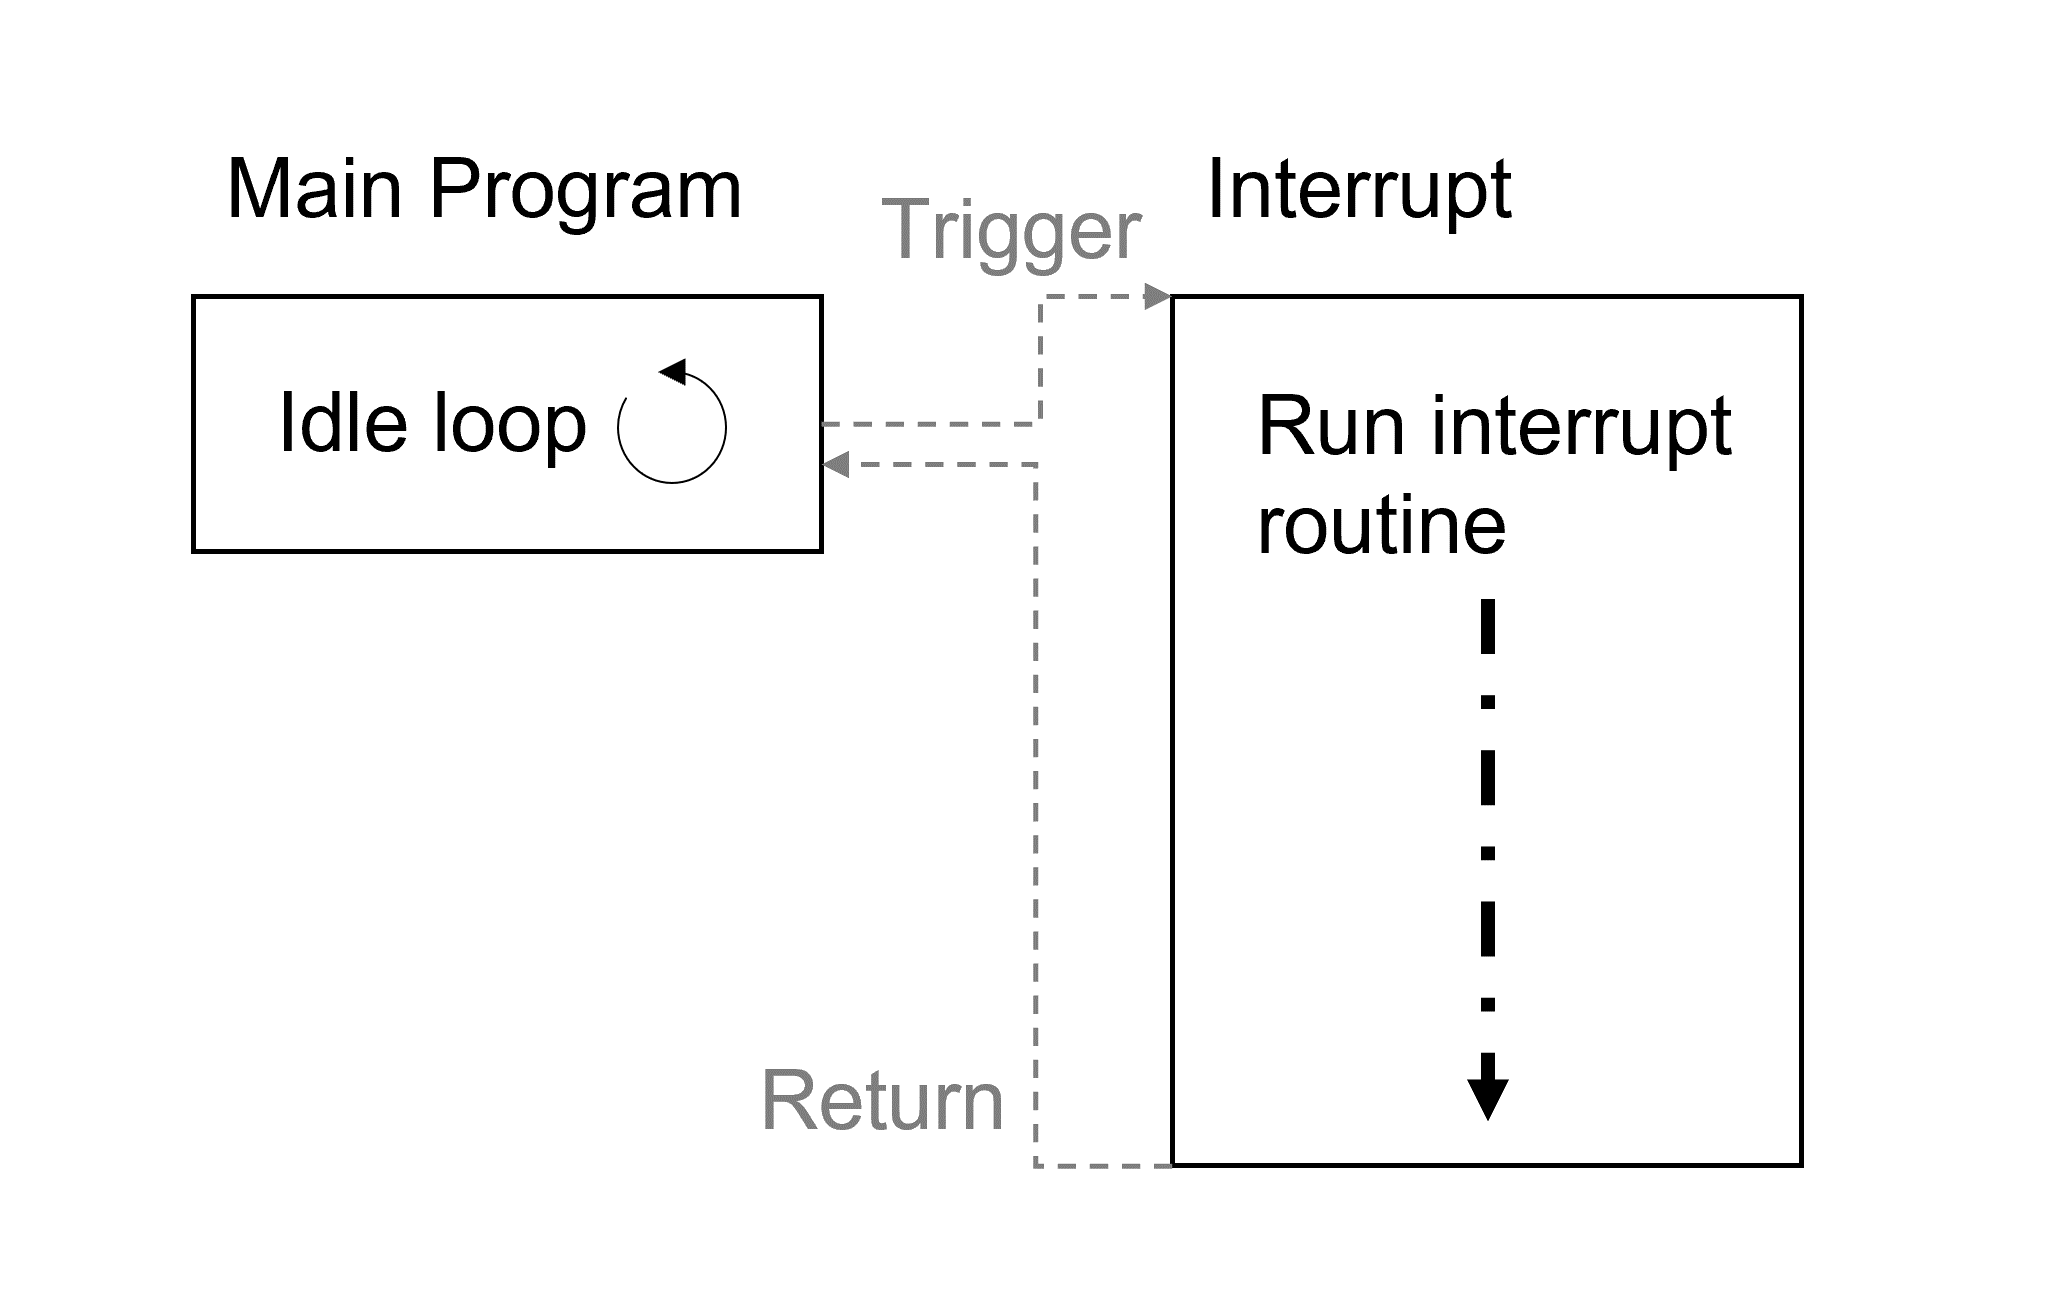 Main Program
Trigger
Interrupt
Idle loop
Run interrupt
routine
Return